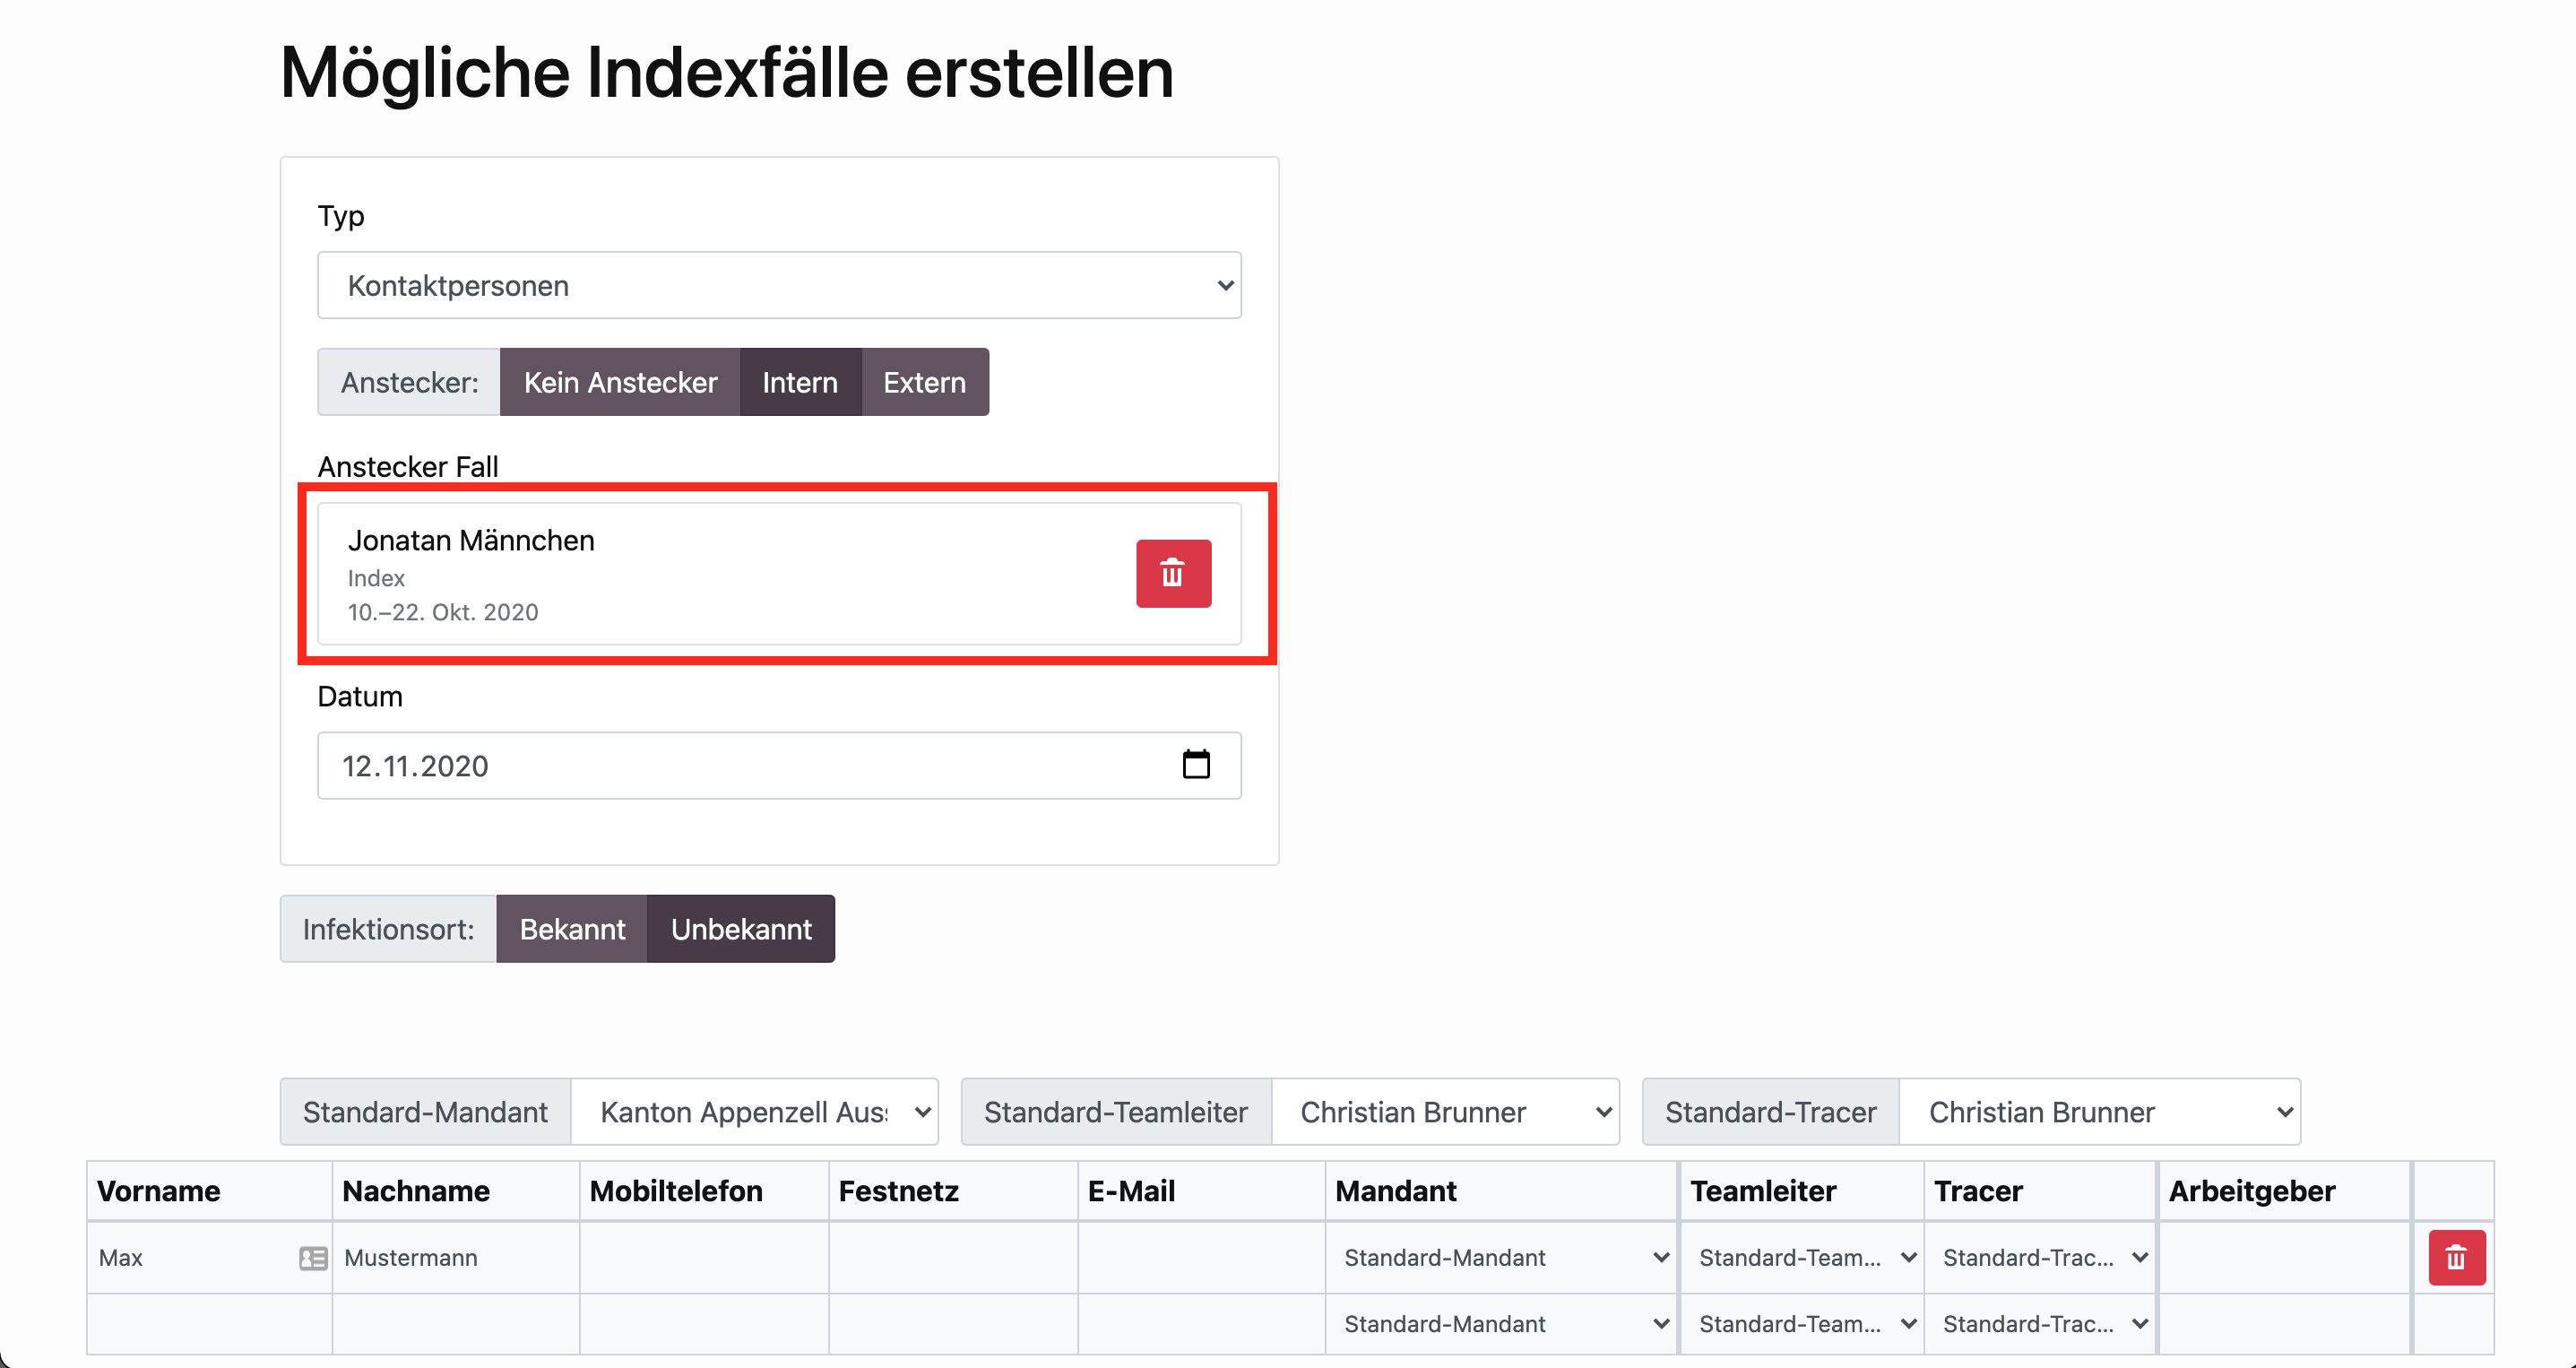 Mögliche Indexfälle erstellen
Typ
Kontaktpersonen
Anstecker: Kein Anstecker Intern Extern
Anstecker Fall
Jonatan Männchen
Index
10.–22. Okt. 2020
Datum
12.11.2020
Infektionsort: Bekannt Unbekannt
Standard-Mandant Kanton Appenzell Aus Standard-Teamleiter Christian Brunner Standard-Tracer Christian Brunner
Vorname Nachname Mobiltelefon Festnetz E-Mail Mandant Teamleiter Tracer Arbeitgeber
Max Mustermann Standard-Mandant Standard-Team... Standard-Trac...
Standard-Mandant Standard-Team... Standard-Trac...